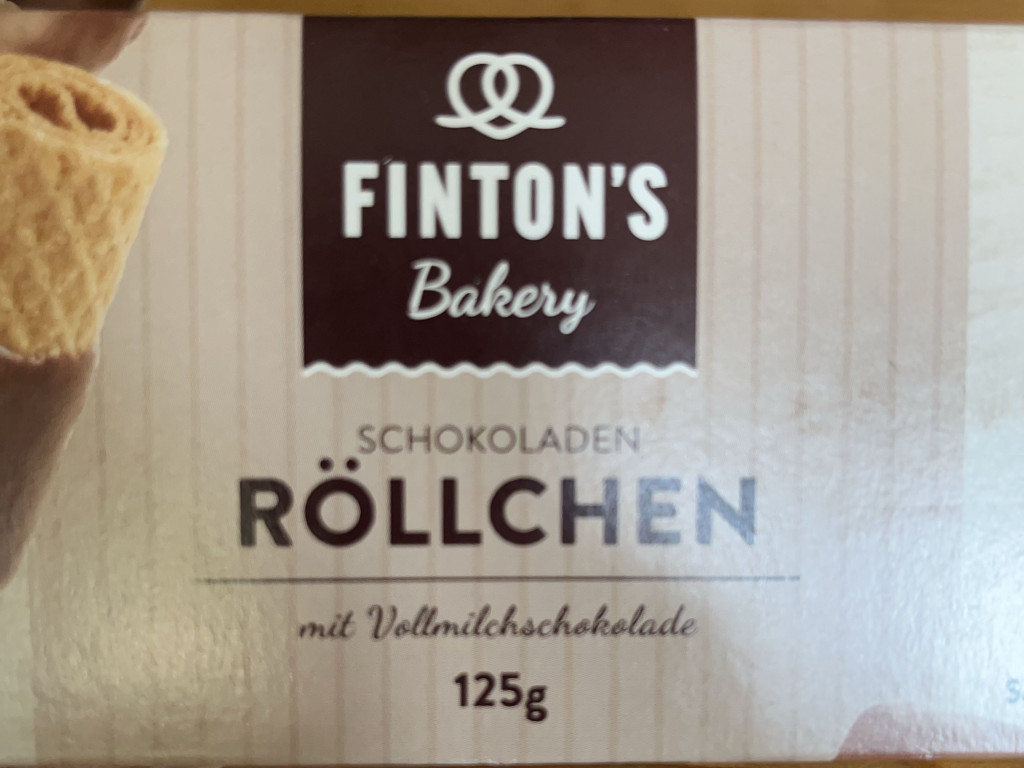 FINTON'S
Bakery
SCHOKOLADEN
RÖLLCHEN
mit Vollmilchschokolade
125g